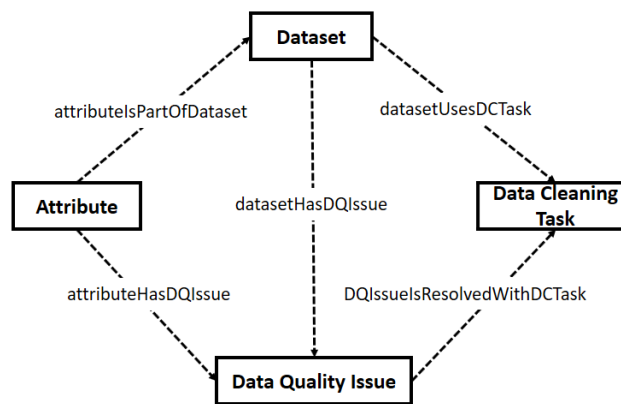 Dataset
attributeIsPartOfDataset
datasetUsesDCTask
Attribute
datasetHasDQIssue
Data Cleaning
Task
attributeHasDQIssue
DQIssueIsResolvedWithDCTask
Data Quality Issue